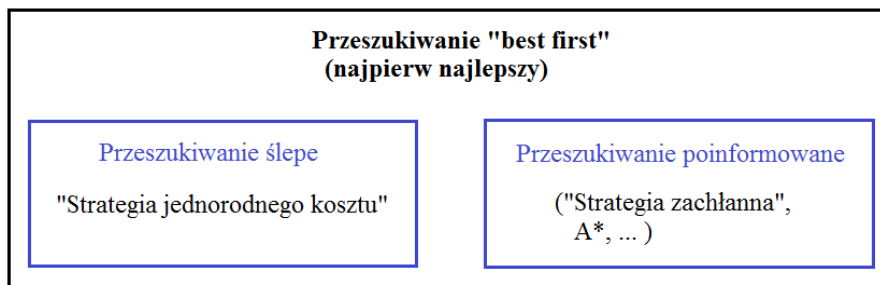 Przeszukiwanie "best first"
(najpierw najlepszy)
Przeszukiwanie ślepe
"Strategia jednorodnego kosztu"
Przeszukiwanie poinformowane
("Strategia zachłanna",
A*, ... )